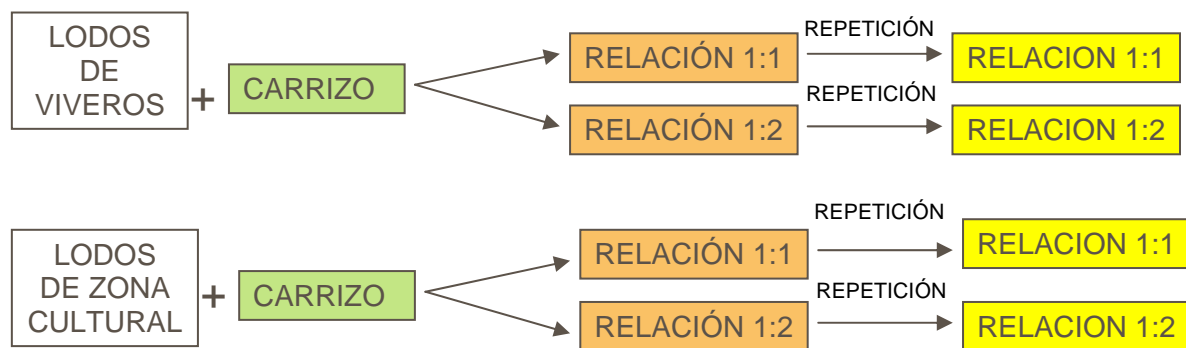 LODOS
DE
VIVEROS
+
CARRIZO
RELACIÓN 1:1
REPETICIÓN
RELACION 1:1
RELACIÓN 1:2
REPETICIÓN
RELACION 1:2
LODOS
DE ZONA
CULTURAL
+
CARRIZO
RELACIÓN 1:1
REPETICIÓN
RELACION 1:1
RELACIÓN 1:2
REPETICIÓN
RELACION 1:2